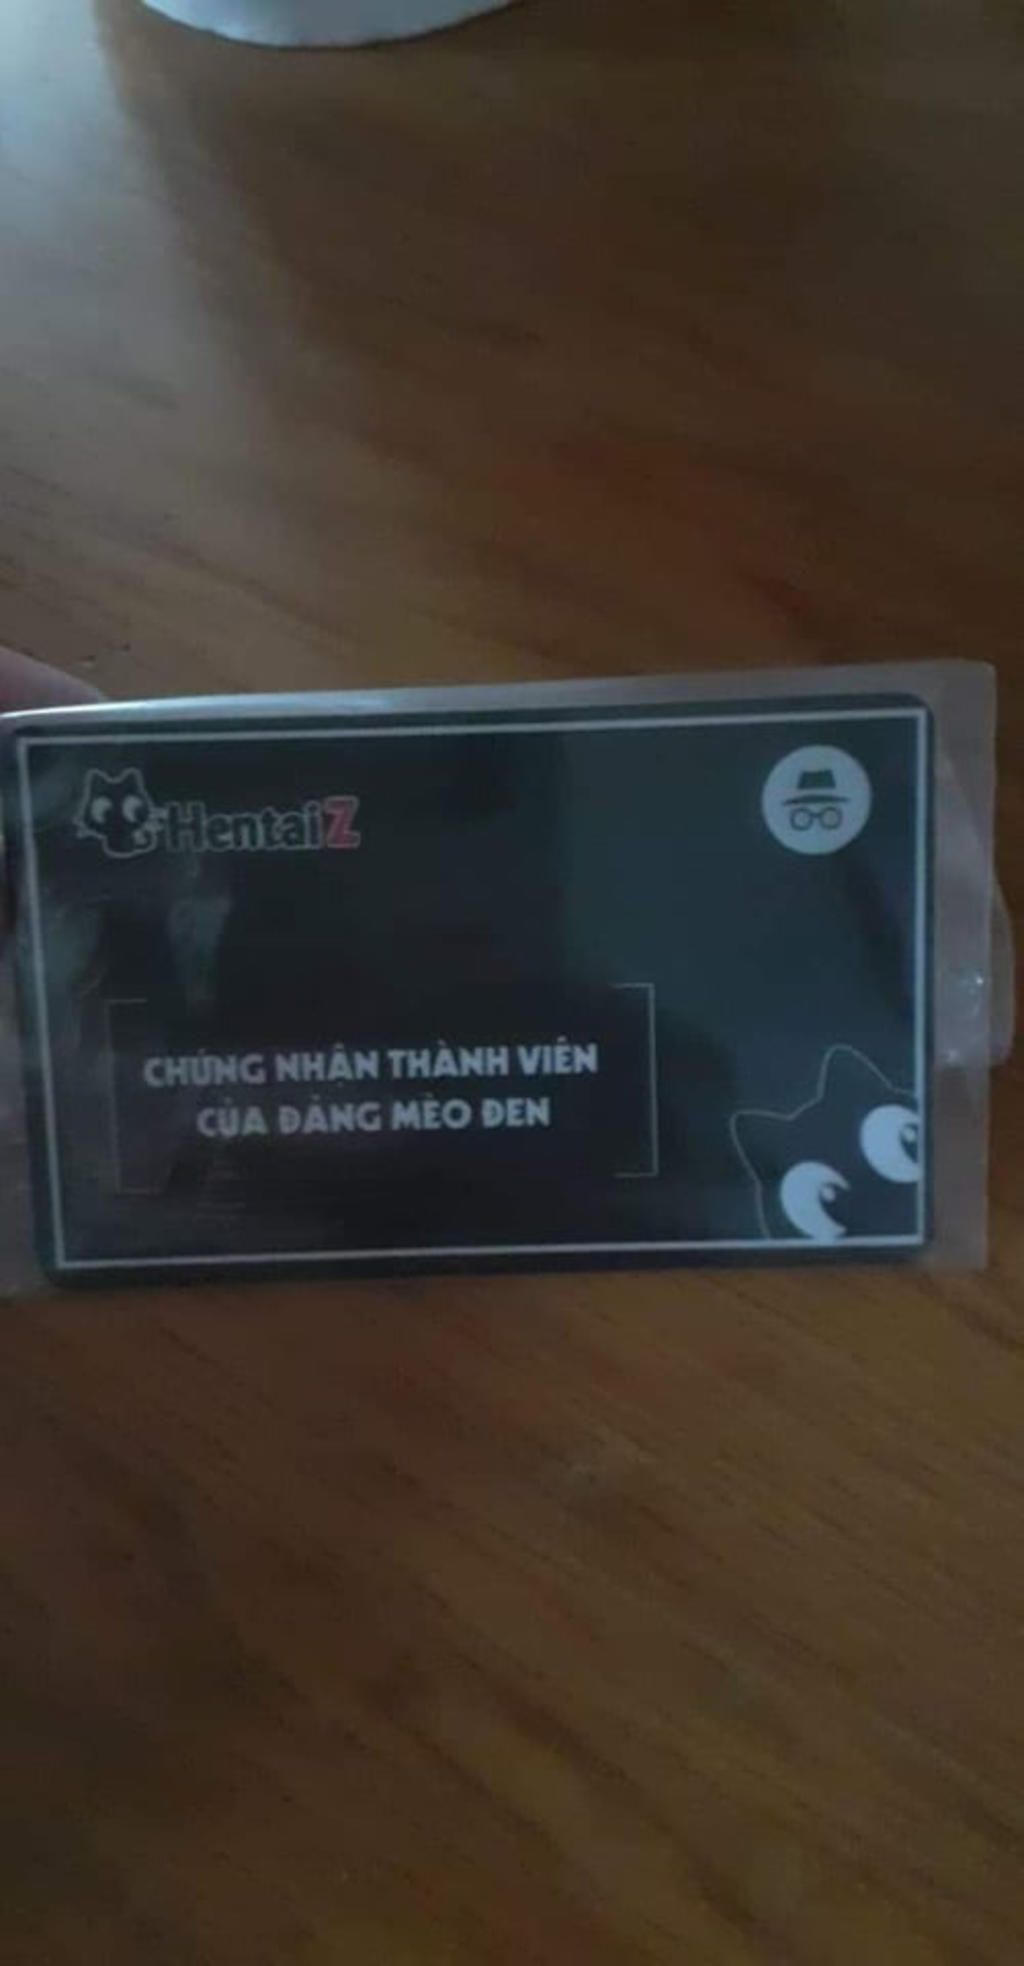 HentaiZ
CHỨNG NHẬN THÀNH VIÊN
CỦA ĐẢNG MÈO ĐEN